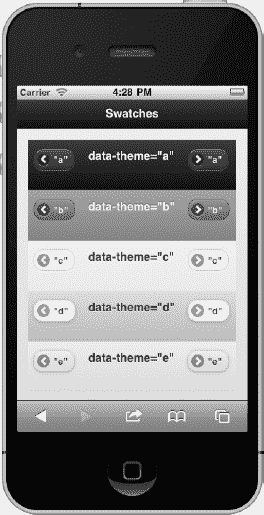 Carrier 4:28 PM
Swatches
"a" data-theme="a" "a"
"b" data-theme="b" "b"
"c" data-theme="c" "c"
"d" data-theme="d" "d"
"e" data-theme="e" "e"